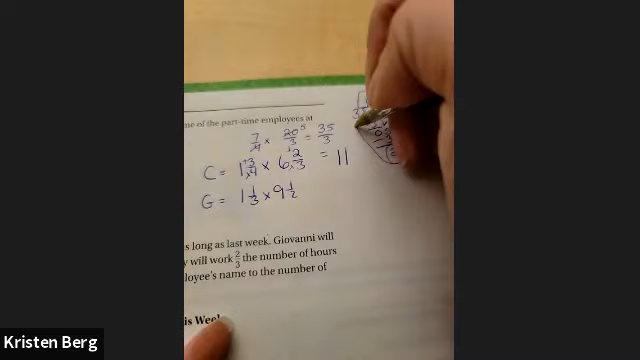 me of the part-time employees at
7/4 × 20/3 = 35/3
C = 1 3/4 × 6 2/3 = 11
G = 1 1/3 × 9 1/2
is long as last week. Giovanni will
y will work 2/3 the number of hours
loyee's name to the number of
is Week
Kristen Berg